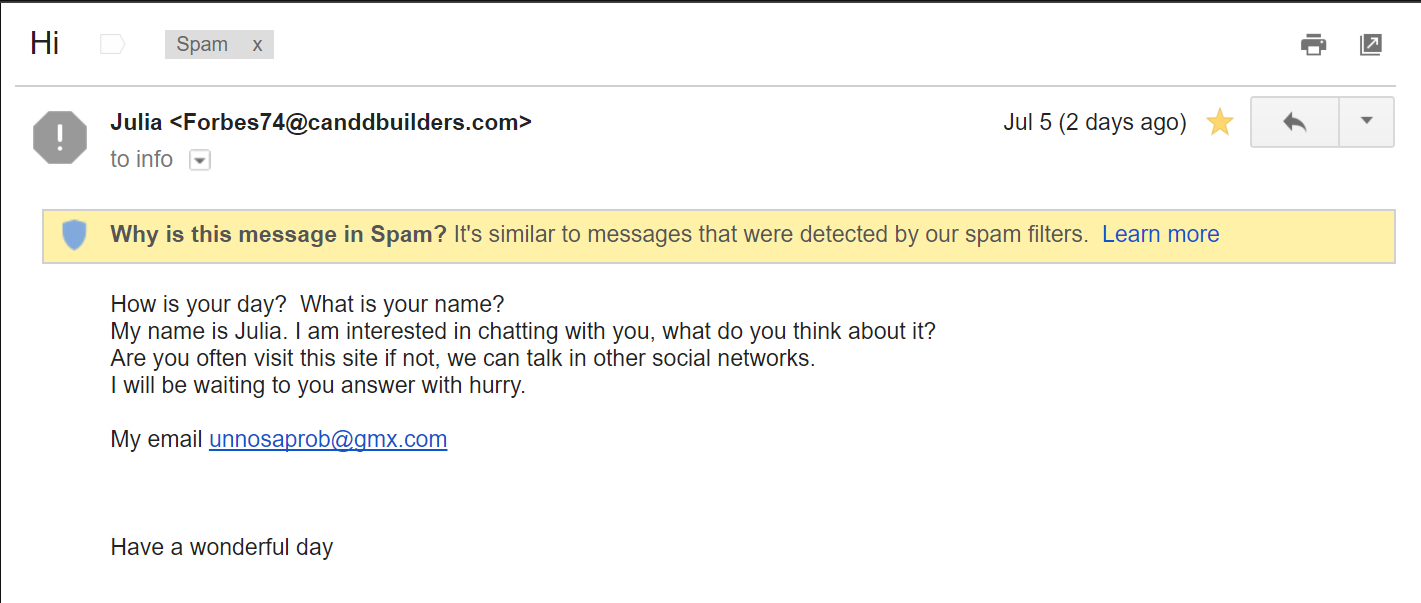 Hi
Spam x
Julia <Forbes74@canddbuilders.com>
Jul 5 (2 days ago)
to info
Why is this message in Spam? It's similar to messages that were detected by our spam filters. Learn more
How is your day?  What is your name?
My name is Julia. I am interested in chatting with you, what do you think about it?
Are you often visit this site if not, we can talk in other social networks.
I will be waiting to you answer with hurry.
My email unnosaprob@gmx.com
Have a wonderful day